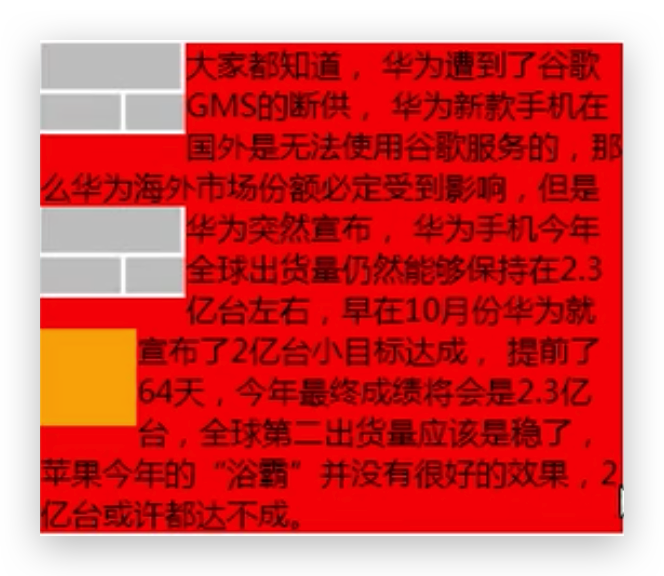 大家都知道，华为遭到了谷歌
GMS的断供，华为新款手机在
国外是无法使用谷歌服务的，那
么华为海外市场份额必定受到影响，但是
华为突然宣布，华为手机今年
全球出货量仍然能够保持在2.3
亿台左右，早在10月份华为就
宣布了2亿台小目标达成，提前了
64天，今年最终成绩将会是2.3亿
台，全球第二出货量应该是稳了，
苹果今年的“浴霸”并没有很好的效果，2
亿台或许都达不成。